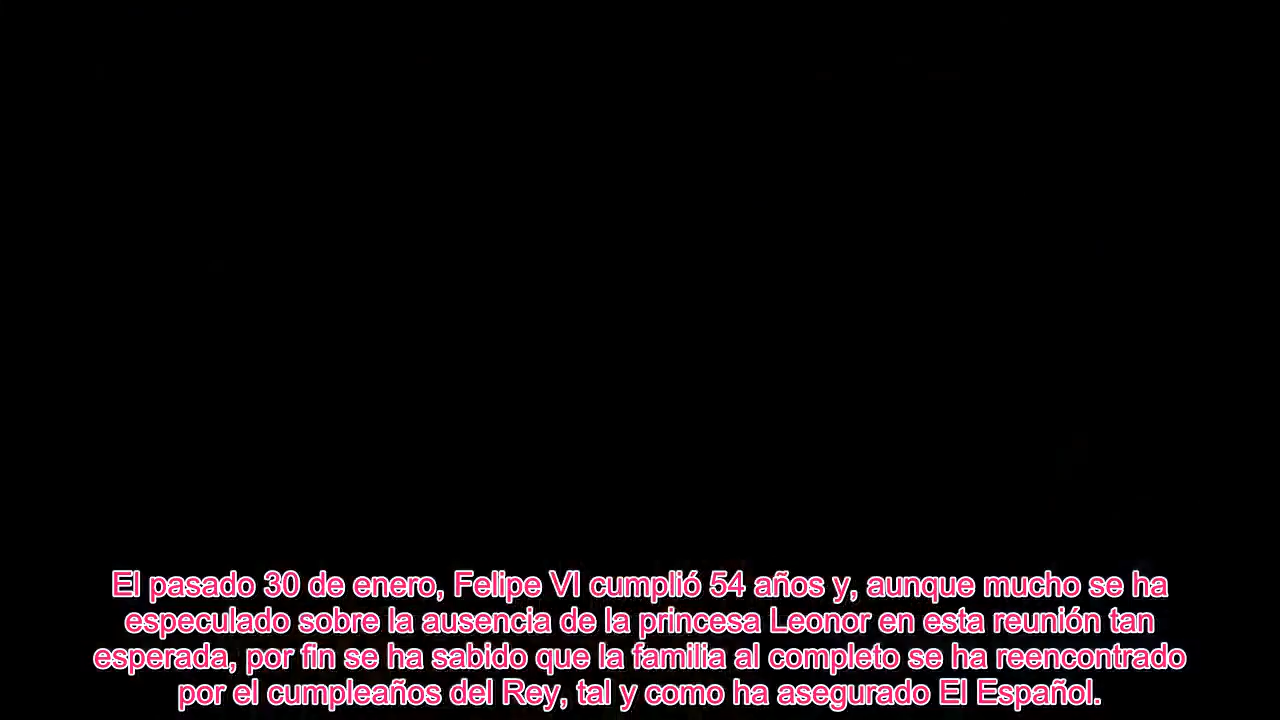 El pasado 30 de enero, Felipe VI cumplió 54 años y, aunque mucho se ha
especulado sobre la ausencia de la princesa Leonor en esta reunión tan
esperada, por fin se ha sabido que la familia al completo se ha reencontrado
por el cumpleaños del Rey, tal y como ha asegurado El Español.